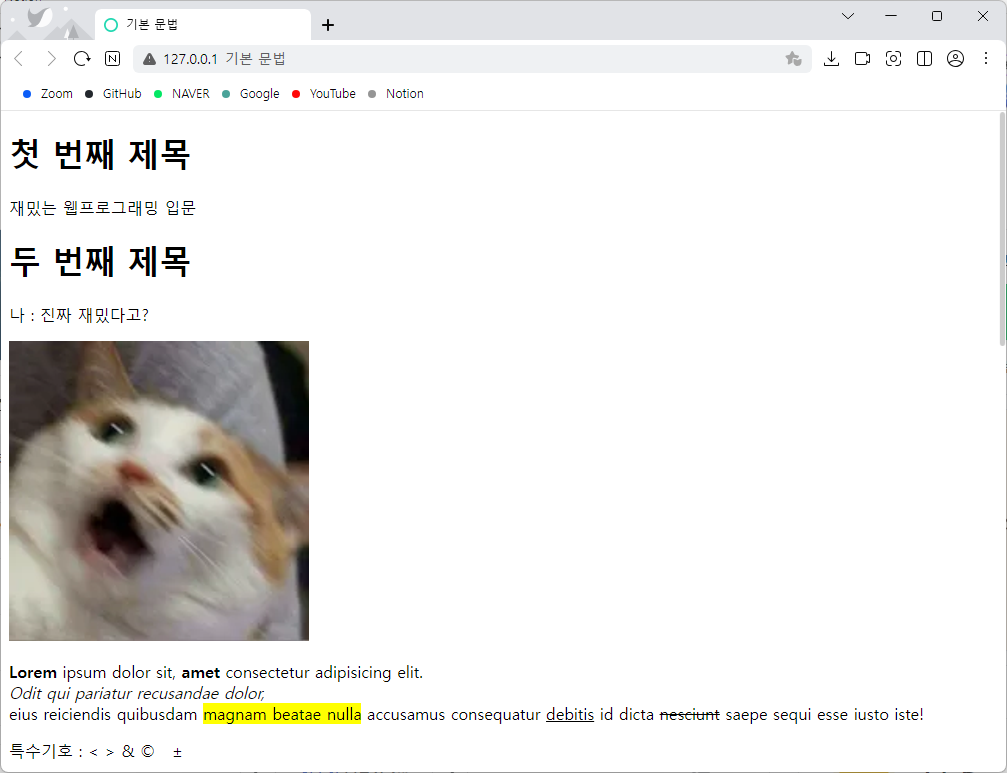 기본 문법
127.0.0.1 기본 문법
Zoom GitHub NAVER Google YouTube Notion
첫 번째 제목
재밌는 웹프로그래밍 입문
두 번째 제목
나 : 진짜 재밌다고?
Lorem ipsum dolor sit, amet consectetur adipisicing elit.
Odit qui pariatur recusandae dolor,
eius reiciendis quibusdam magnam beatae nulla accusamus consequatur debitis id dicta nesciunt saepe sequi esse iusto iste!
특수기호 : < > & © ±